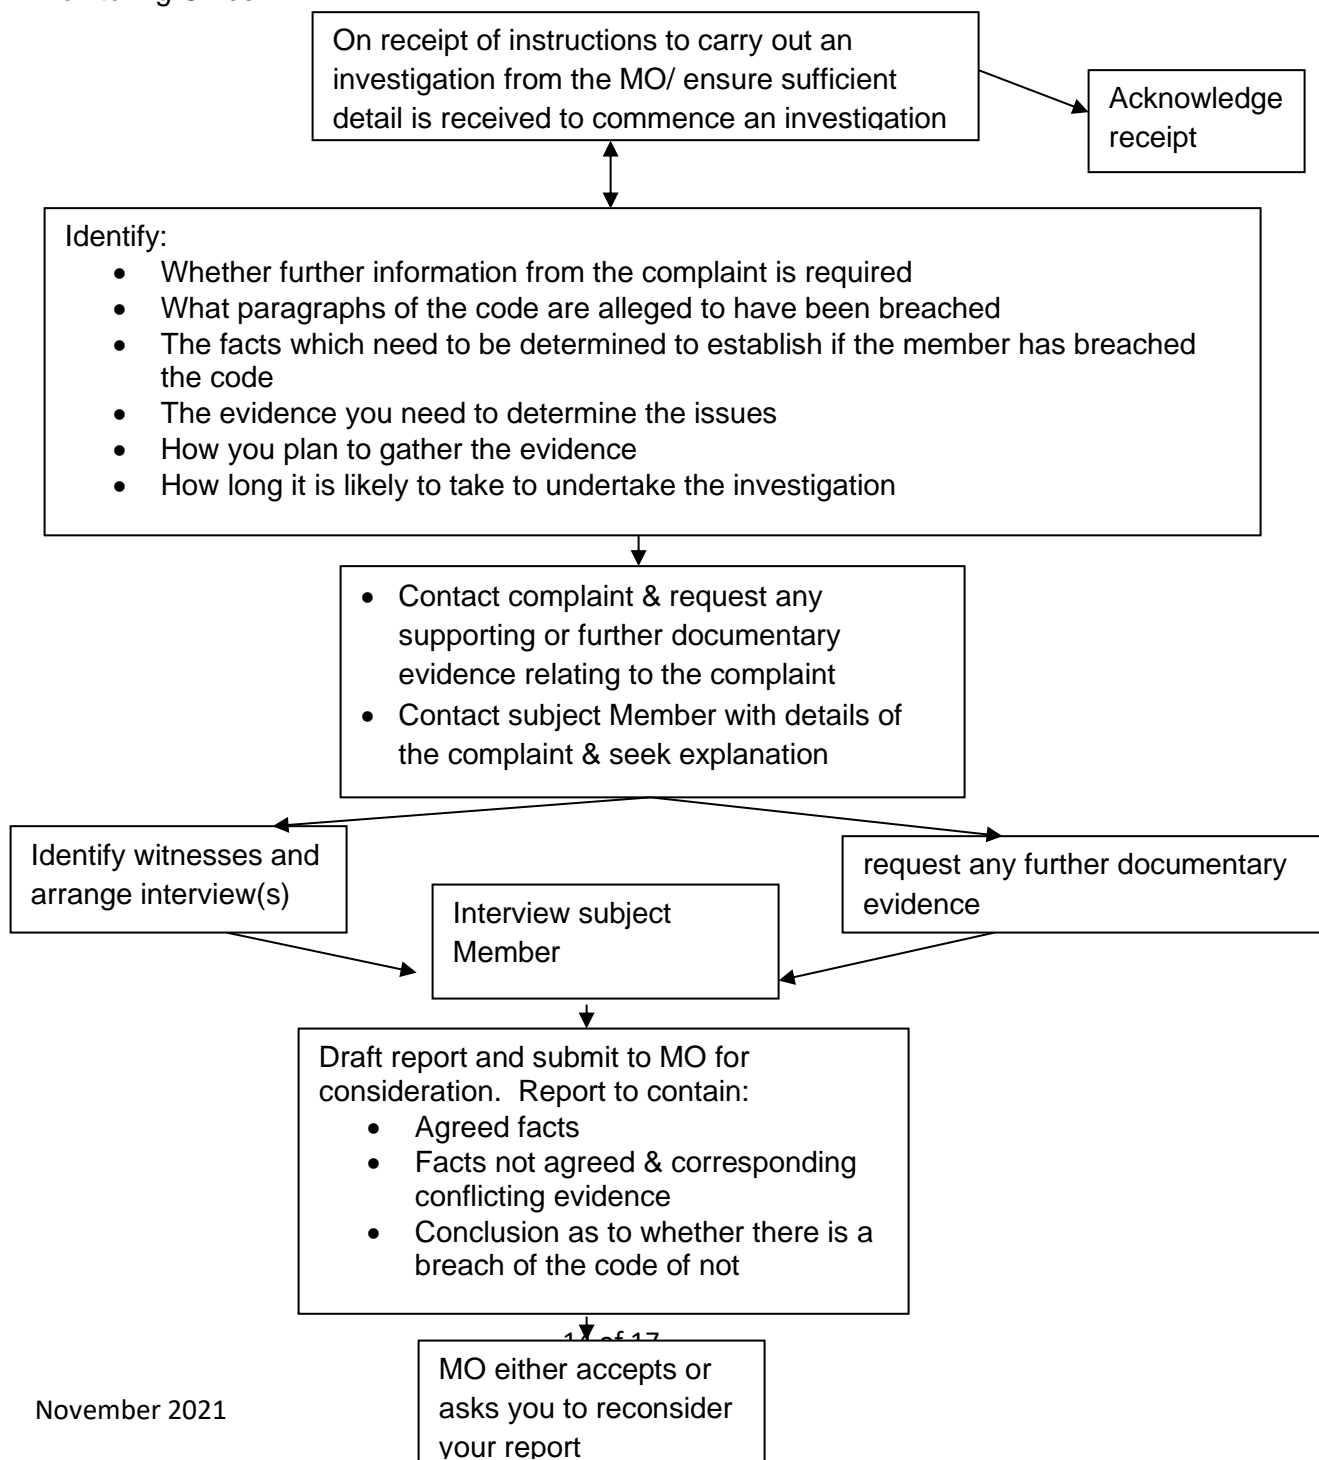 On receipt of instructions to carry out an
investigation from the MO/ ensure sufficient
detail is received to commence an investigation
Acknowledge
receipt
Identify:
• Whether further information from the complaint is required
• What paragraphs of the code are alleged to have been breached
• The facts which need to be determined to establish if the member has breached
the code
• The evidence you need to determine the issues
• How you plan to gather the evidence
• How long it is likely to take to undertake the investigation
• Contact complaint & request any
supporting or further documentary
evidence relating to the complaint
• Contact subject Member with details of
the complaint & seek explanation
Identify witnesses and
arrange interview(s)
request any further documentary
evidence
Interview subject
Member
Draft report and submit to MO for
consideration. Report to contain:
• Agreed facts
• Facts not agreed & corresponding
conflicting evidence
• Conclusion as to whether there is a
breach of the code of not
of 17
MO either accepts or
asks you to reconsider
your report
November 2021